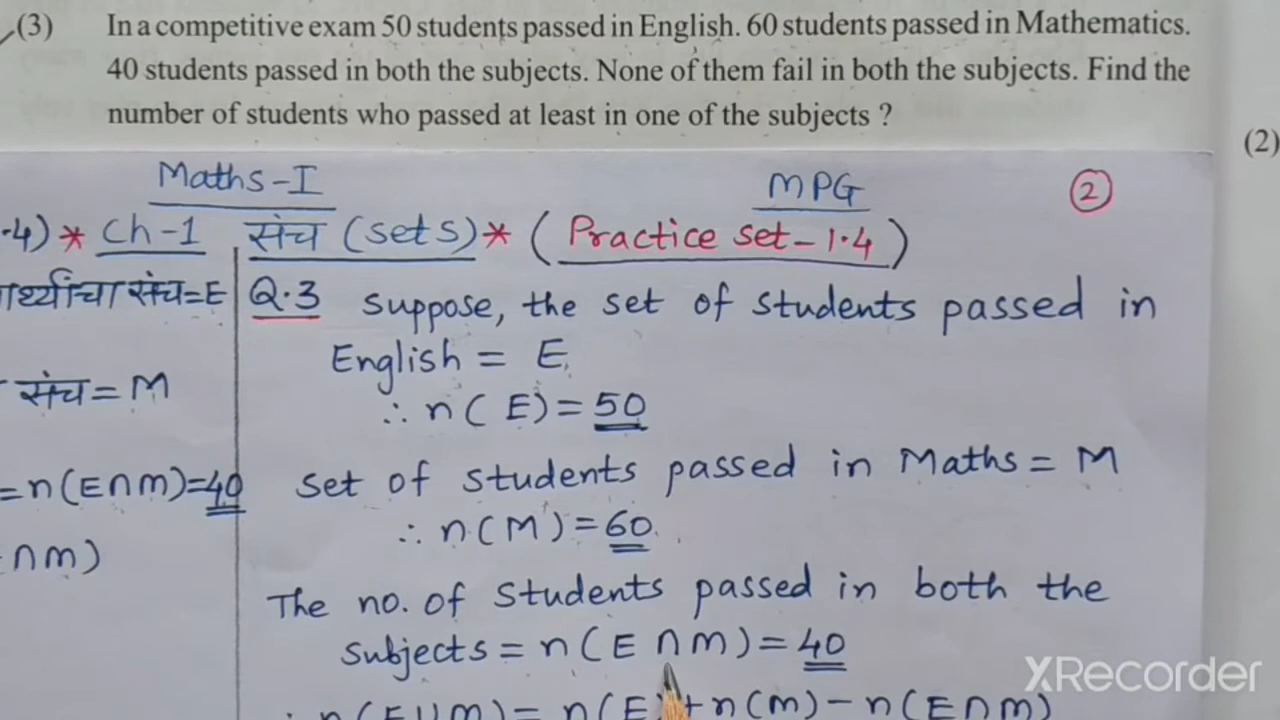 (3) In a competitive exam 50 students passed in English. 60 students passed in Mathematics.
40 students passed in both the subjects. None of them fail in both the subjects. Find the
number of students who passed at least in one of the subjects ?
(2)
Maths-I MPG 2
.4) * Ch-1 संच (sets) * (Practice set-1.4)
र्थ्यांचा संच=E
संच=M
=n(E∩M)=40
∩M)
Q.3 Suppose, the set of students passed in
English = E
∴ n(E)=50
Set of students passed in Maths = M
∴ n(M)=60
The no. of students passed in both the
subjects = n(E∩M)=40
∴ n(E∪M) = n(E)+n(M)-n(E∩M)
XRecorder